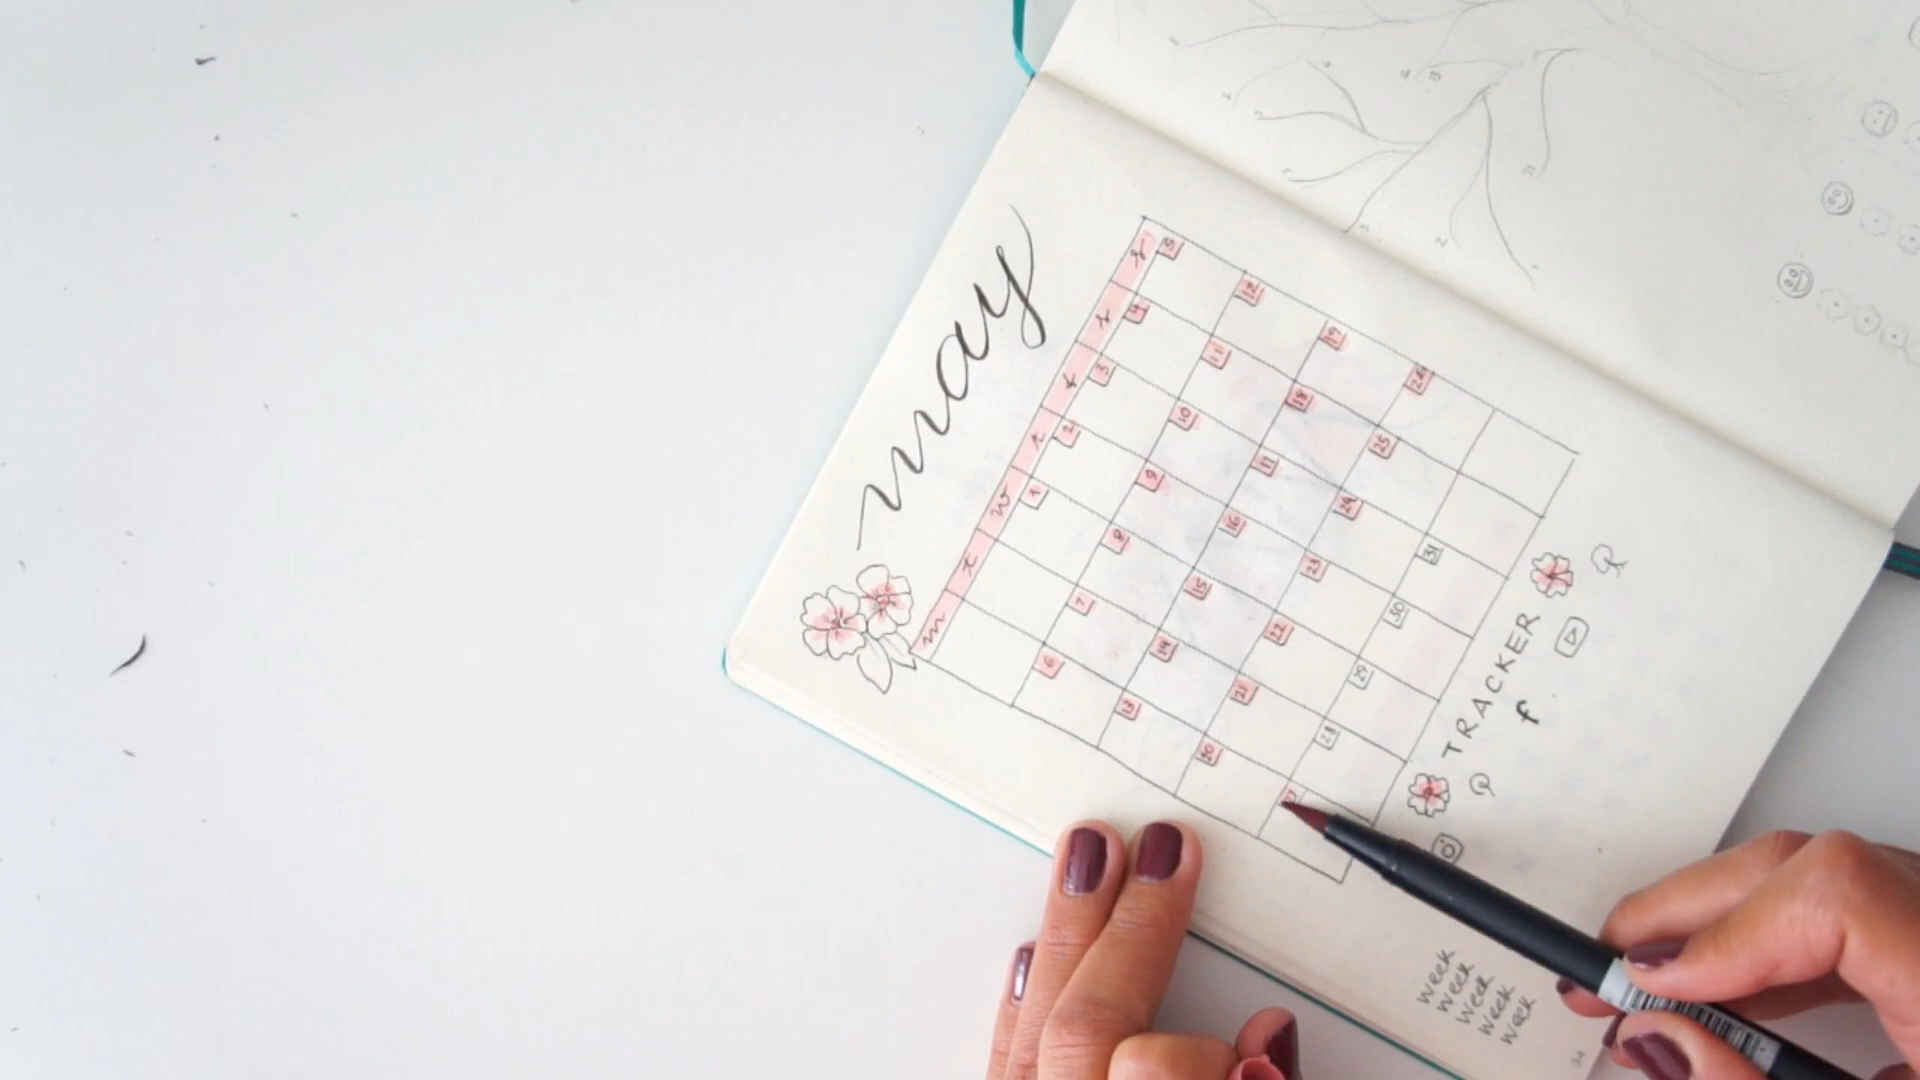 may
m t w t f s s
1 2 3 4 5
6 7 8 9 10 11 12
13 14 15 16 17 18 19
20 21 22 23 24 25 26
27 28 29 30 31
TRACKER
f
week
week
week
week
week